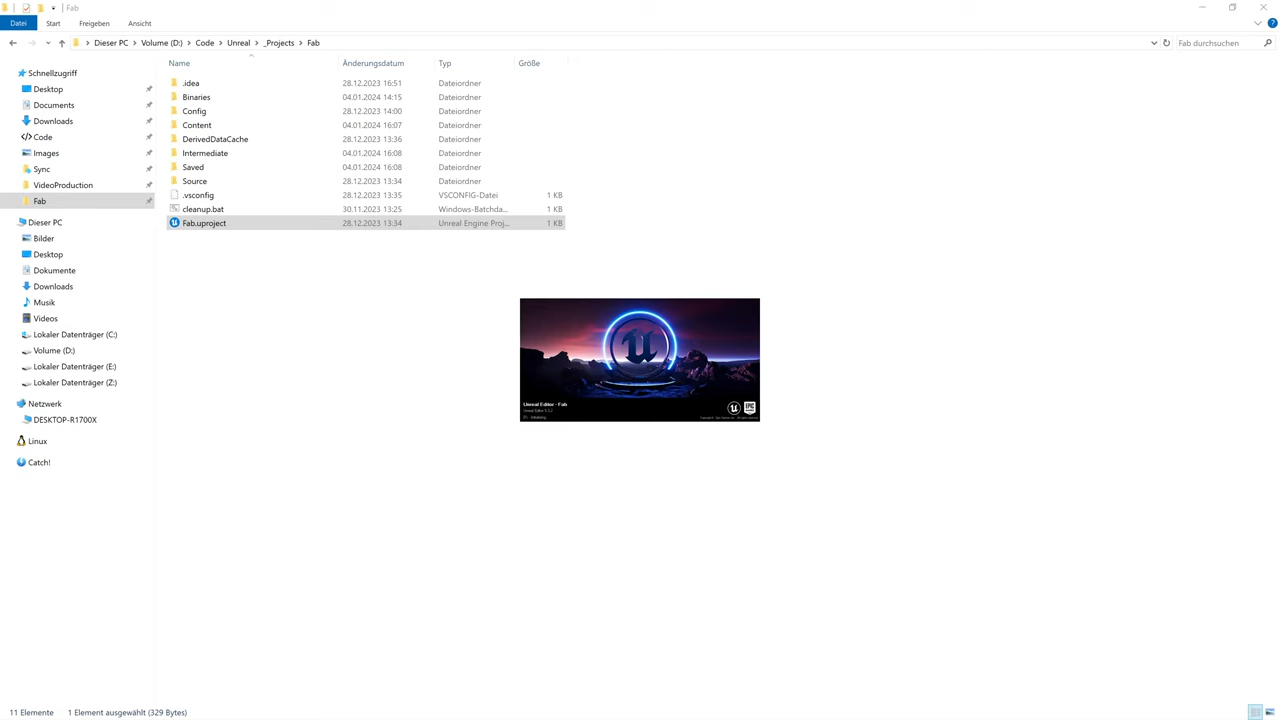 Fab
Datei Start Freigeben Ansicht
Dieser PC Volume (D:) Code Unreal _Projects Fab
Fab durchsuchen
Name Änderungsdatum Typ Größe
.idea 28.12.2023 16:51 Dateiordner
Binaries 04.01.2024 14:15 Dateiordner
Config 28.12.2023 14:00 Dateiordner
Content 04.01.2024 16:07 Dateiordner
DerivedDataCache 28.12.2023 13:36 Dateiordner
Intermediate 04.01.2024 16:08 Dateiordner
Saved 04.01.2024 16:08 Dateiordner
Source 28.12.2023 13:34 Dateiordner
.vsconfig 28.12.2023 13:35 VSCONFIG-Datei 1 KB
cleanup.bat 30.11.2023 13:25 Windows-Batchda... 1 KB
Fab.uproject 28.12.2023 13:34 Unreal Engine Proj... 1 KB
Schnellzugriff
Desktop
Documents
Downloads
Code
Images
Sync
VideoProduction
Fab
Dieser PC
Bilder
Desktop
Dokumente
Downloads
Musik
Videos
Lokaler Datenträger (C:)
Volume (D:)
Lokaler Datenträger (E:)
Lokaler Datenträger (Z:)
Netzwerk
DESKTOP-R1700X
Linux
Catch!
Unreal Editor - Fab
EPIC
11 Elemente 1 Element ausgewählt (329 Bytes)